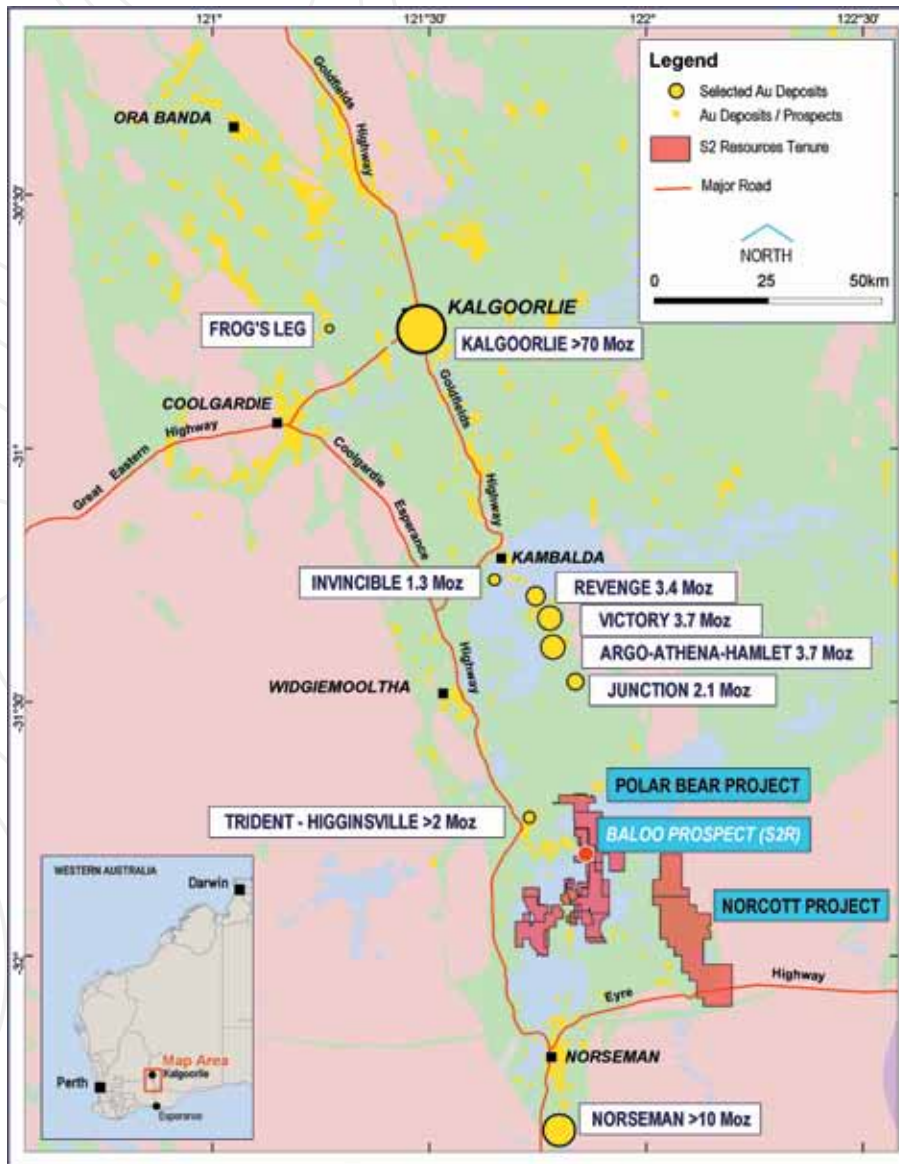 121°
121°30'
122°
122°30'
Legend
Selected Au Deposits
Au Deposits / Prospects
S2 Resources Tenure
Major Road
NORTH
0 25 50km
-30°30'
-31°
-31°30'
-32°
Goldfields Highway
ORA BANDA
KALGOORLIE
FROG'S LEG
KALGOORLIE >70 Moz
COOLGARDIE
Great Eastern Highway
Goldfields Highway
Coolgardie Esperance Highway
KAMBALDA
INVINCIBLE 1.3 Moz
REVENGE 3.4 Moz
VICTORY 3.7 Moz
ARGO-ATHENA-HAMLET 3.7 Moz
WIDGIEMOOLTHA
JUNCTION 2.1 Moz
POLAR BEAR PROJECT
TRIDENT - HIGGINSVILLE >2 Moz
BALOO PROSPECT (S2R)
NORCOTT PROJECT
Eyre Highway
NORSEMAN
NORSEMAN >10 Moz
WESTERN AUSTRALIA
Darwin
Map Area
Kalgoorlie
Perth
Esperance